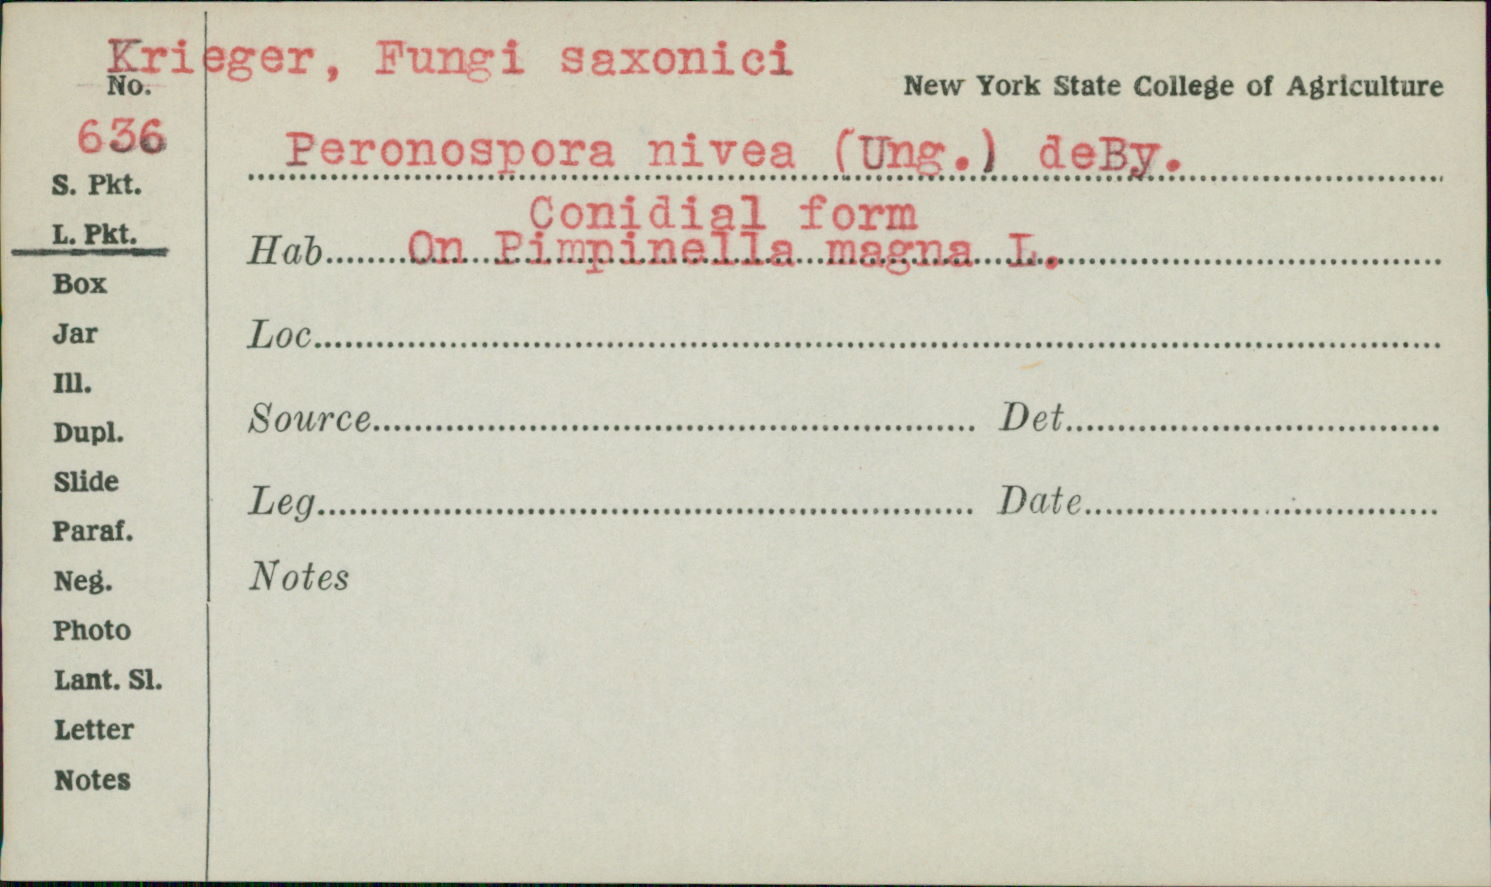 Krieger, Fungi saxonici
No.
New York State College of Agriculture
636
Peronospora nivea (Ung.) deBy.
S. Pkt.
Conidial form
L. Pkt.
Hab. On Pimpinella magna L.
Box
Jar
Loc.
Ill.
Dupl.
Source Det.
Slide
Leg. Date
Paraf.
Neg.
Notes
Photo
Lant. Sl.
Letter
Notes